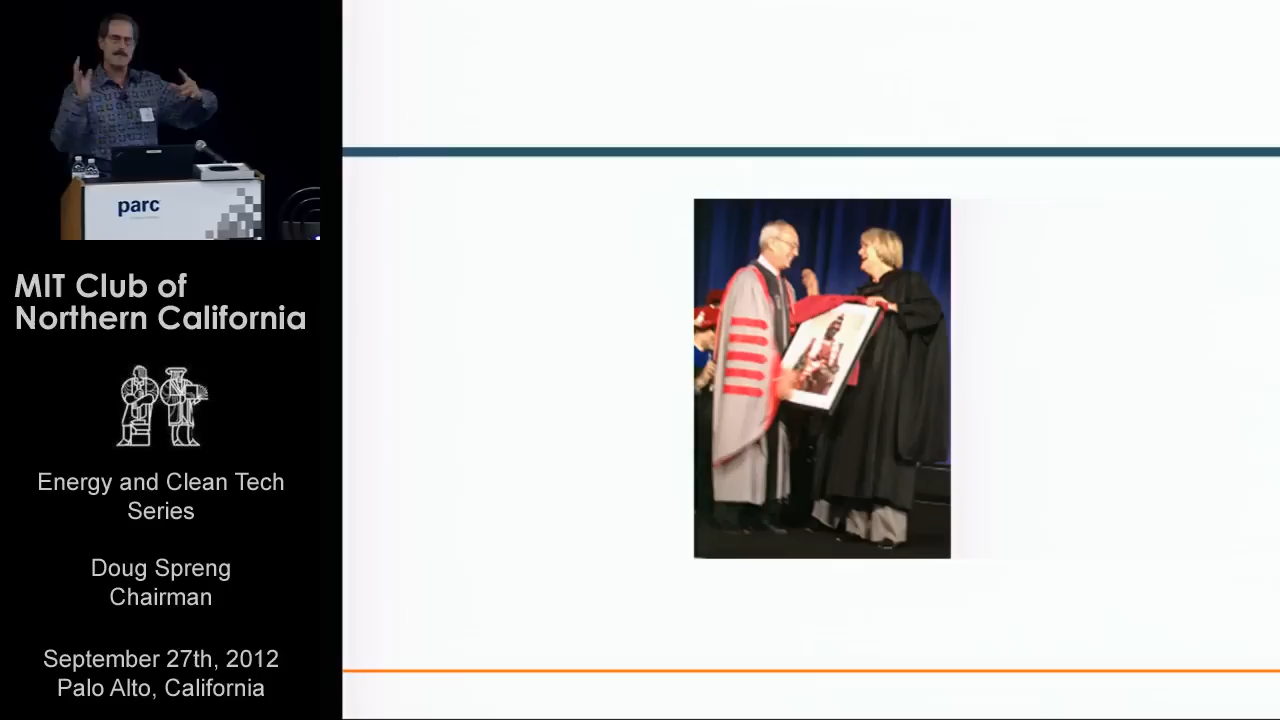 parc
MIT Club of
Northern California
Energy and Clean Tech
Series
Doug Spreng
Chairman
September 27th, 2012
Palo Alto, California